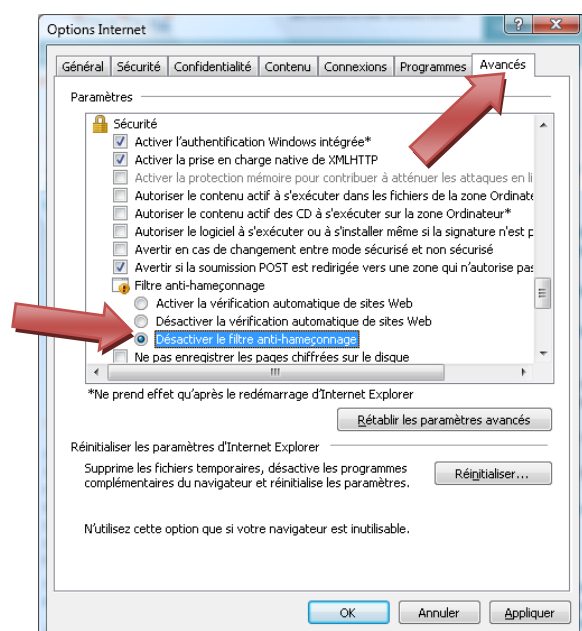 Options Internet
Général Sécurité Confidentialité Contenu Connexions Programmes Avancés
Paramètres
Sécurité
Activer l'authentification Windows intégrée*
Activer la prise en charge native de XMLHTTP
Activer la protection mémoire pour contribuer à atténuer les attaques en li
Autoriser le contenu actif à s'exécuter dans les fichiers de la zone Ordinate
Autoriser le contenu actif des CD à s'exécuter sur la zone Ordinateur*
Autoriser le logiciel à s'exécuter ou à s'installer même si la signature n'est p
Avertir en cas de changement entre mode sécurisé et non sécurisé
Avertir si la soumission POST est redirigée vers une zone qui n'autorise pas
Filtre anti-hameçonnage
Activer la vérification automatique de sites Web
Désactiver la vérification automatique de sites Web
Désactiver le filtre anti-hameçonnage
Ne pas enregistrer les pages chiffrées sur le disque
*Ne prend effet qu'après le redémarrage d'Internet Explorer
Rétablir les paramètres avancés
Réinitialiser les paramètres d'Internet Explorer
Supprime les fichiers temporaires, désactive les programmes
complémentaires du navigateur et réinitialise les paramètres.
Réinitialiser...
N'utilisez cette option que si votre navigateur est inutilisable.
OK Annuler Appliquer